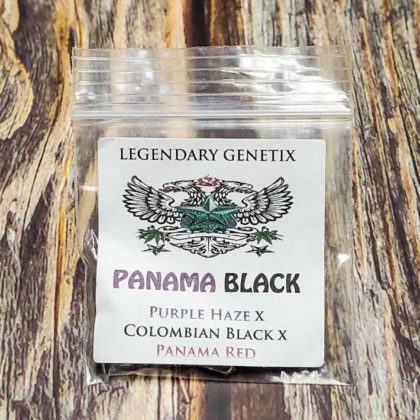 LEGENDARY GENETIX
PANAMA BLACK
PURPLE HAZE X
COLOMBIAN BLACK X
PANAMA RED